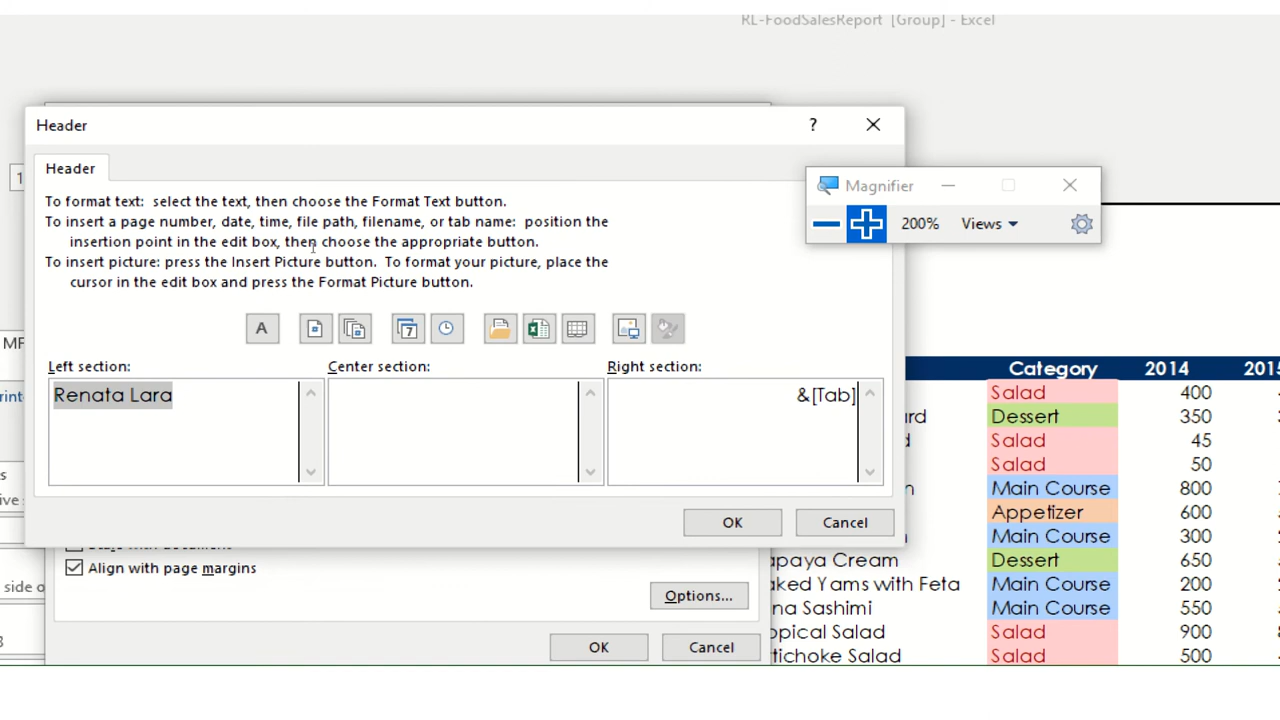 RL-FoodSalesReport [Group] - Excel
Header
?
Header
To format text: select the text, then choose the Format Text button.
To insert a page number, date, time, file path, filename, or tab name: position the
insertion point in the edit box, then choose the appropriate button.
To insert picture: press the Insert Picture button. To format your picture, place the
cursor in the edit box and press the Format Picture button.
Magnifier
200% Views
A
7
Left section: Center section: Right section:
Renata Lara
&[Tab]
OK Cancel
Align with page margins
Options...
OK Cancel
Category 2014 2015
Salad 400
Dessert 350
Salad 45
Salad 50
Main Course 800
Appetizer 600
Main Course 300
apaya Cream Dessert 650
aked Yams with Feta Main Course 200
na Sashimi Main Course 550
opical Salad Salad 900
tichoke Salad Salad 500